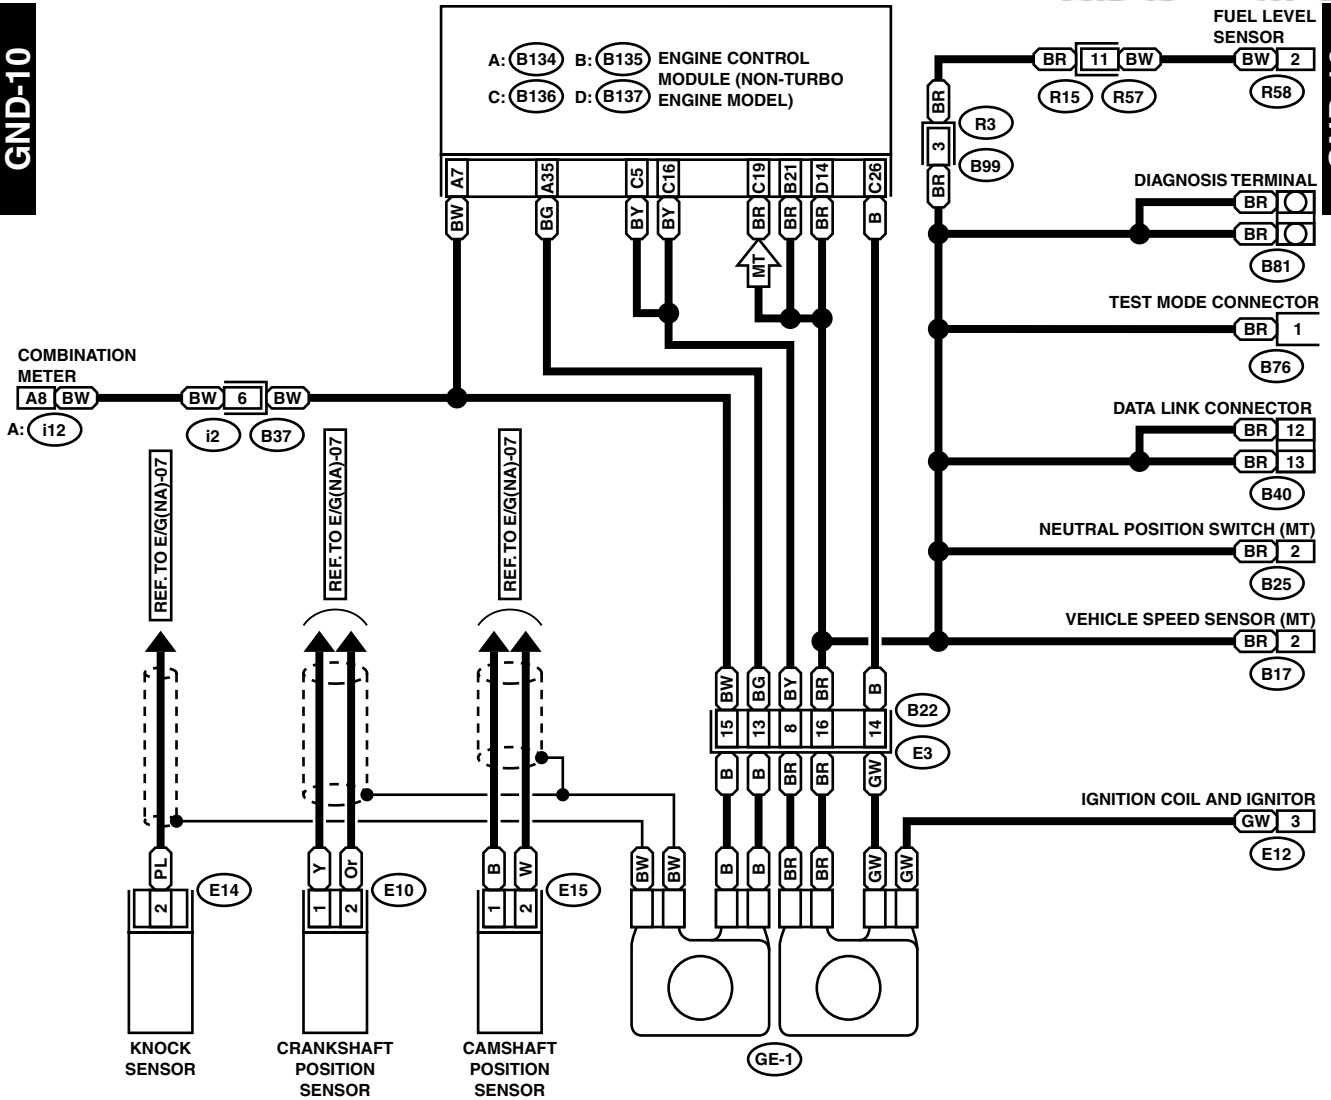 GND-10
A: B134 B: B135 ENGINE CONTROL
MODULE (NON-TURBO
C: B136 D: B137 ENGINE MODEL)
A7 A35 C5 C16 C19 B21 D14 C26
BW BG BY BY BR BR BR B
MT
FUEL LEVEL
SENSOR
BR 11 BW BW 2
R15 R57 R58
BR
R3
3
B99
BR
DIAGNOSIS TERMINAL
BR
BR
B81
TEST MODE CONNECTOR
BR 1
B76
DATA LINK CONNECTOR
BR 12
BR 13
B40
NEUTRAL POSITION SWITCH (MT)
BR 2
B25
VEHICLE SPEED SENSOR (MT)
BR 2
B17
COMBINATION
METER
A8 BW BW 6 BW
A: i12 i2 B37
REF. TO E/G(NA)-07
REF. TO E/G(NA)-07
REF. TO E/G(NA)-07
BW BG BY BR B
B22
15 13 8 16 14
E3
B B BR BR GW
IGNITION COIL AND IGNITOR
GW 3
E12
PL Y Or B W BW BW B B BR BR GW GW
E14 E10 E15
2 1 2 1 2
KNOCK
SENSOR
CRANKSHAFT
POSITION
SENSOR
CAMSHAFT
POSITION
SENSOR
GE-1